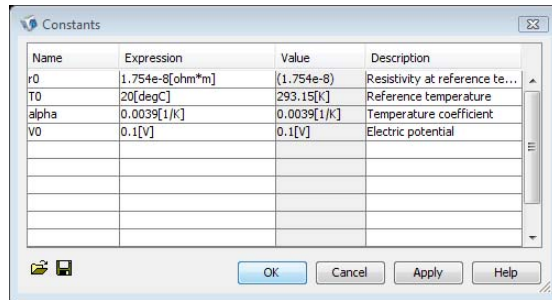 Constants
Name Expression Value Description
r0 1.754e-8[ohm*m] (1.754e-8) Resistivity at reference te...
T0 20[degC] 293.15[K] Reference temperature
alpha 0.0039[1/K] 0.0039[1/K] Temperature coefficient
V0 0.1[V] 0.1[V] Electric potential
OK Cancel Apply Help